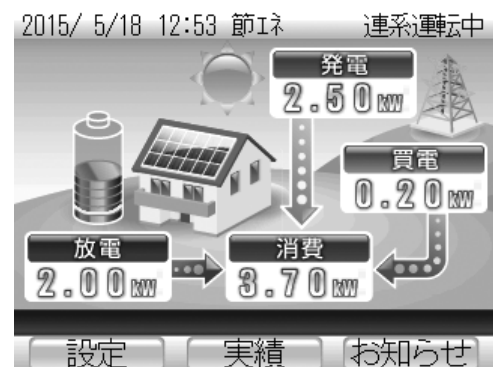 2015/ 5/18 12:53 節エネ 連系運転中
発電
2.50kW
買電
0.20kW
放電
2.00kW
消費
3.70kW
設定 実績 お知らせ